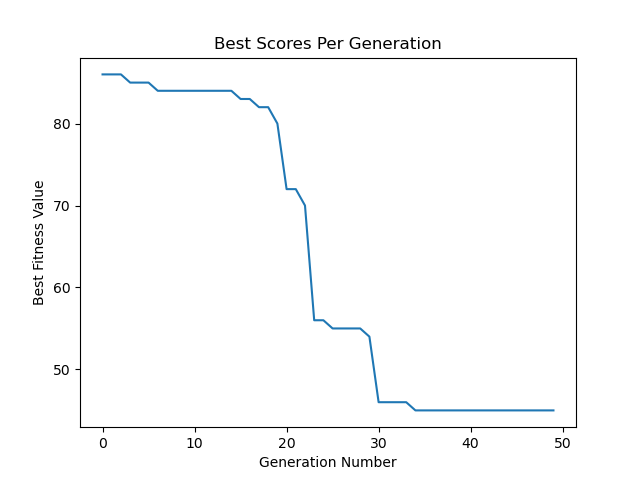 Best Scores Per Generation
Best Fitness Value
80
70
60
50
0 10 20 30 40 50
Generation Number